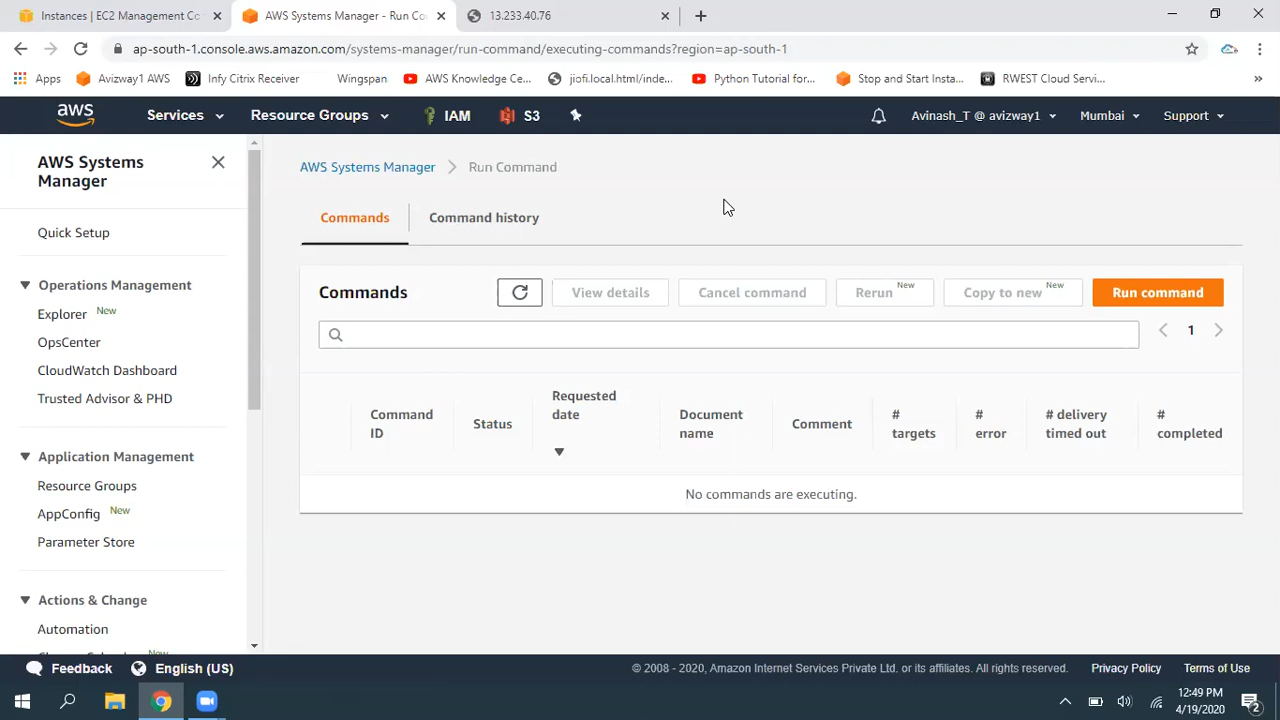 Instances | EC2 Management Co
AWS Systems Manager - Run Co
13.233.40.76
ap-south-1.console.aws.amazon.com/systems-manager/run-command/executing-commands?region=ap-south-1
Apps
Avizway1 AWS
Infy Citrix Receiver
Wingspan
AWS Knowledge Ce...
jiofi.local.html/inde...
Python Tutorial for...
Stop and Start Insta...
RWEST Cloud Servi...
»
aws
Services
Resource Groups
IAM
S3
Avinash_T @ avizway1
Mumbai
Support
AWS Systems
Manager
Quick Setup
Operations Management
Explorer New
OpsCenter
CloudWatch Dashboard
Trusted Advisor & PHD
Application Management
Resource Groups
AppConfig New
Parameter Store
Actions & Change
Automation
New
AWS Systems Manager
Run Command
Commands
Command history
Commands
View details
Cancel command
Rerun New
Copy to new New
Run command
1
Command
ID
Status
Requested
date
Document
name
Comment
#
targets
#
error
# delivery
timed out
#
completed
No commands are executing.
Feedback
English (US)
© 2008 - 2020, Amazon Internet Services Private Ltd. or its affiliates. All rights reserved.
Privacy Policy
Terms of Use
12:49 PM
4/19/2020
2